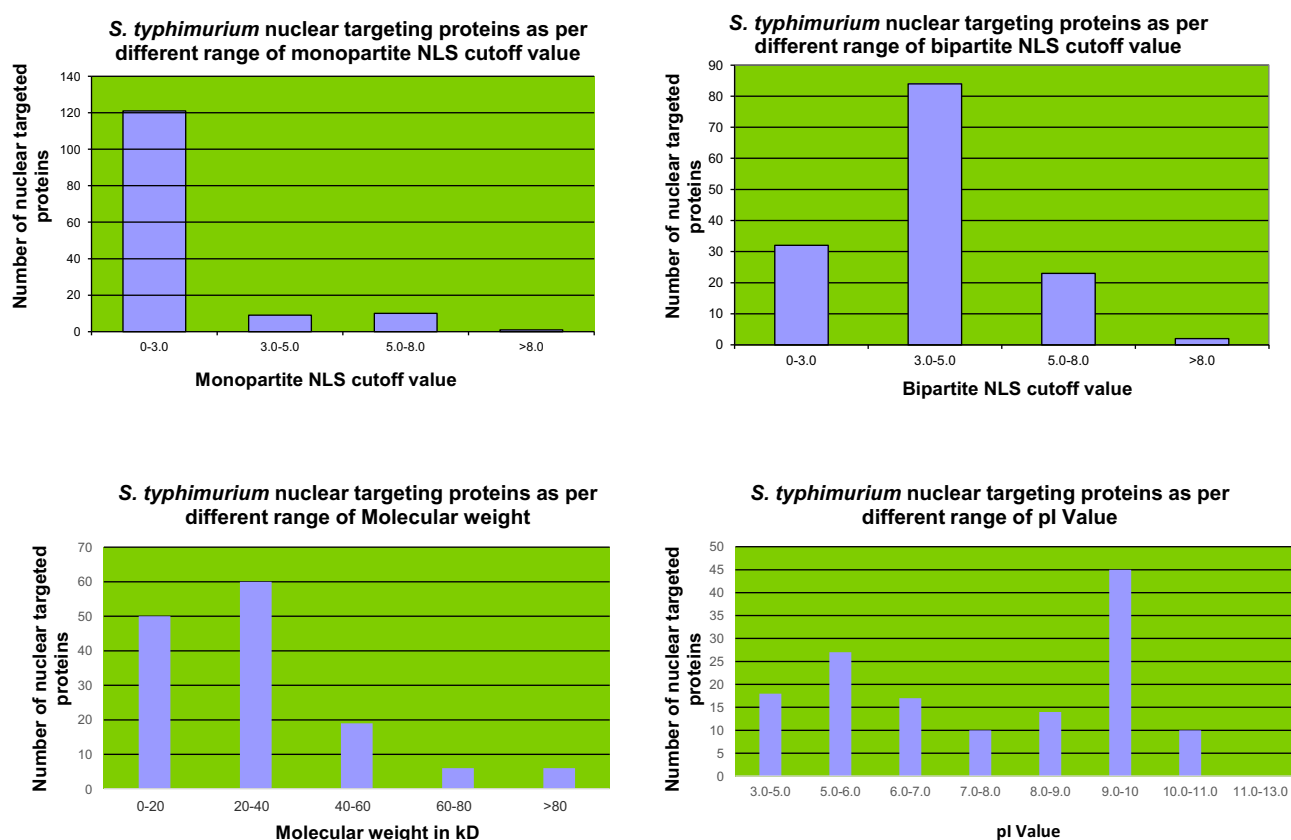 S. typhimurium nuclear targeting proteins as per
different range of monopartite NLS cutoff value
Number of nuclear targeted
proteins
140
120
100
80
60
40
20
0
0-3.0 3.0-5.0 5.0-8.0 >8.0
Monopartite NLS cutoff value
S. typhimurium nuclear targeting proteins as per
different range of bipartite NLS cutoff value
Number of nuclear targeted
proteins
90
80
70
60
50
40
30
20
10
0
0-3.0 3.0-5.0 5.0-8.0 >8.0
Bipartite NLS cutoff value
S. typhimurium nuclear targeting proteins as per
different range of Molecular weight
Number of nuclear targeted
proteins
70
60
50
40
30
20
10
0
0-20 20-40 40-60 60-80 >80
Molecular weight in kD
S. typhimurium nuclear targeting proteins as per
different range of pI Value
Number of nuclear targeted
proteins
50
45
40
35
30
25
20
15
10
5
0
3.0-5.0 5.0-6.0 6.0-7.0 7.0-8.0 8.0-9.0 9.0-10 10.0-11.0 11.0-13.0
pI Value